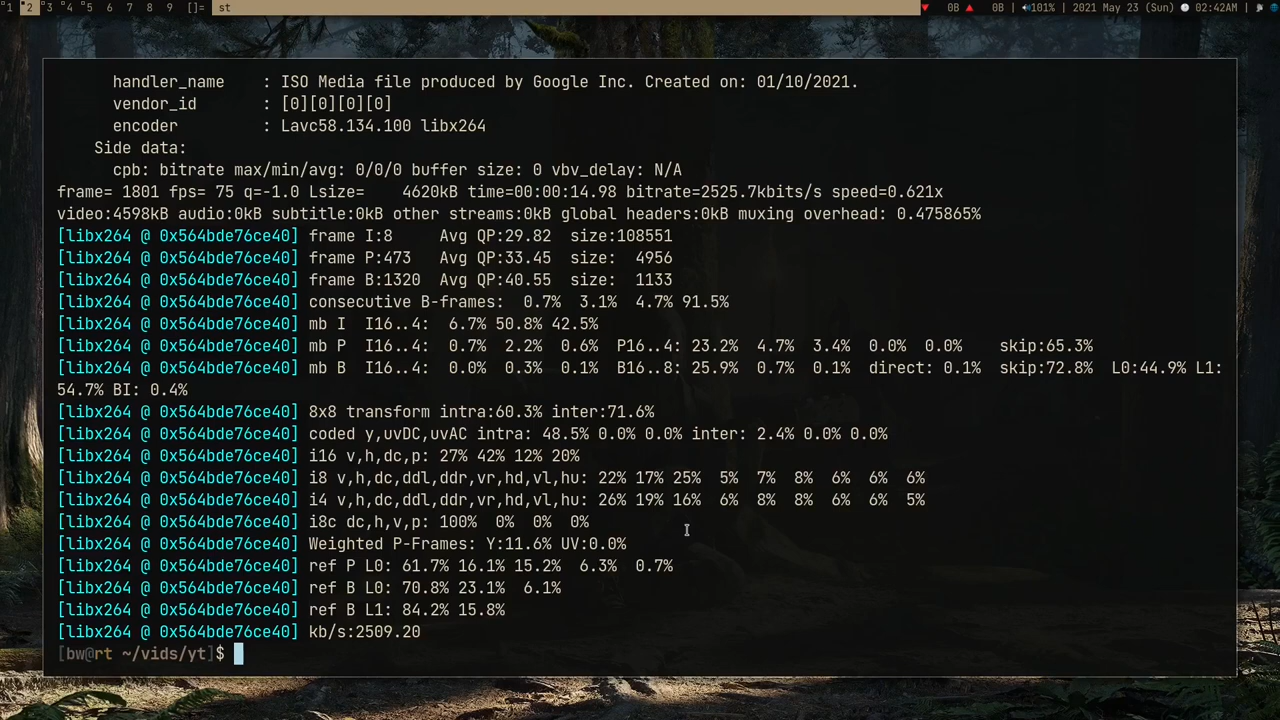 1 2 3 4 5 6 7 8 9 []= st 0B 0B | 101% | 2021 May 23 (Sun) 02:42AM |
handler_name : ISO Media file produced by Google Inc. Created on: 01/10/2021.
vendor_id : [0][0][0][0]
encoder : Lavc58.134.100 libx264
Side data:
cpb: bitrate max/min/avg: 0/0/0 buffer size: 0 vbv_delay: N/A
frame= 1801 fps= 75 q=-1.0 Lsize= 4620kB time=00:00:14.98 bitrate=2525.7kbits/s speed=0.621x
video:4598kB audio:0kB subtitle:0kB other streams:0kB global headers:0kB muxing overhead: 0.475865%
[libx264 @ 0x564bde76ce40] frame I:8 Avg QP:29.82 size:108551
[libx264 @ 0x564bde76ce40] frame P:473 Avg QP:33.45 size: 4956
[libx264 @ 0x564bde76ce40] frame B:1320 Avg QP:40.55 size: 1133
[libx264 @ 0x564bde76ce40] consecutive B-frames: 0.7% 3.1% 4.7% 91.5%
[libx264 @ 0x564bde76ce40] mb I I16..4: 6.7% 50.8% 42.5%
[libx264 @ 0x564bde76ce40] mb P I16..4: 0.7% 2.2% 0.6% P16..4: 23.2% 4.7% 3.4% 0.0% 0.0% skip:65.3%
[libx264 @ 0x564bde76ce40] mb B I16..4: 0.0% 0.3% 0.1% B16..8: 25.9% 0.7% 0.1% direct: 0.1% skip:72.8% L0:44.9% L1:
54.7% BI: 0.4%
[libx264 @ 0x564bde76ce40] 8x8 transform intra:60.3% inter:71.6%
[libx264 @ 0x564bde76ce40] coded y,uvDC,uvAC intra: 48.5% 0.0% 0.0% inter: 2.4% 0.0% 0.0%
[libx264 @ 0x564bde76ce40] i16 v,h,dc,p: 27% 42% 12% 20%
[libx264 @ 0x564bde76ce40] i8 v,h,dc,ddl,ddr,vr,hd,vl,hu: 22% 17% 25% 5% 7% 8% 6% 6% 6%
[libx264 @ 0x564bde76ce40] i4 v,h,dc,ddl,ddr,vr,hd,vl,hu: 26% 19% 16% 6% 8% 8% 6% 6% 5%
[libx264 @ 0x564bde76ce40] i8c dc,h,v,p: 100% 0% 0% 0%
[libx264 @ 0x564bde76ce40] Weighted P-Frames: Y:11.6% UV:0.0%
[libx264 @ 0x564bde76ce40] ref P L0: 61.7% 16.1% 15.2% 6.3% 0.7%
[libx264 @ 0x564bde76ce40] ref B L0: 70.8% 23.1% 6.1%
[libx264 @ 0x564bde76ce40] ref B L1: 84.2% 15.8%
[libx264 @ 0x564bde76ce40] kb/s:2509.20
[bw@rt ~/vids/yt]$